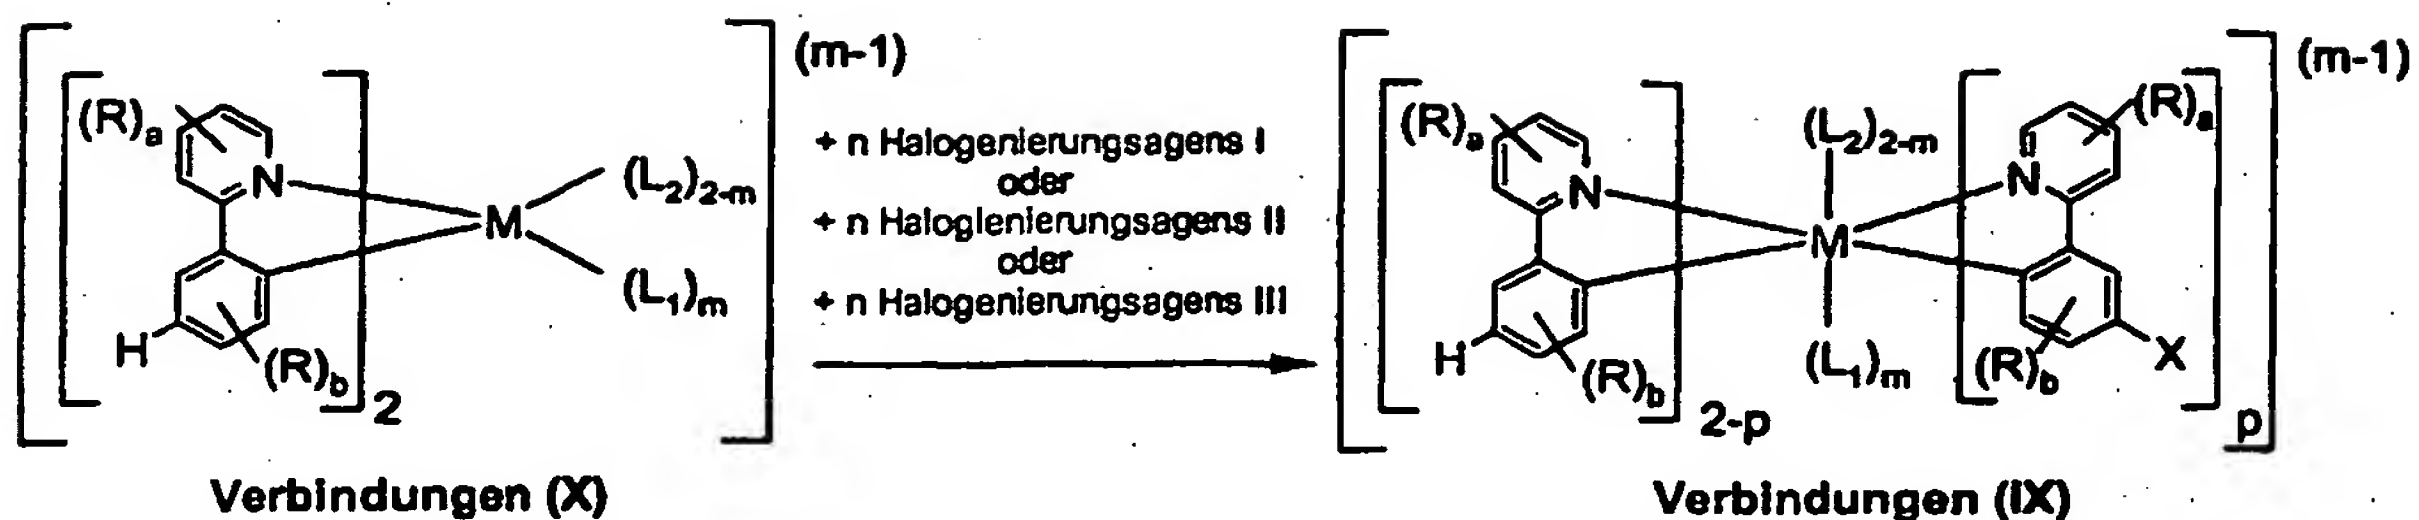 (m-1)
(R)a
N
M
(L2)2-m
(L1)m
H
(R)b
2
+ n Halogenierungsagens I
oder
+ n Haloglenierungsagens II
oder
+ n Halogenierungsagens III
(m-1)
(R)a
N
H
(R)b
2-p
(L2)2-m
M
(L1)m
N
(R)a
(R)b
X
p
Verbindungen (X)
Verbindungen (IX)